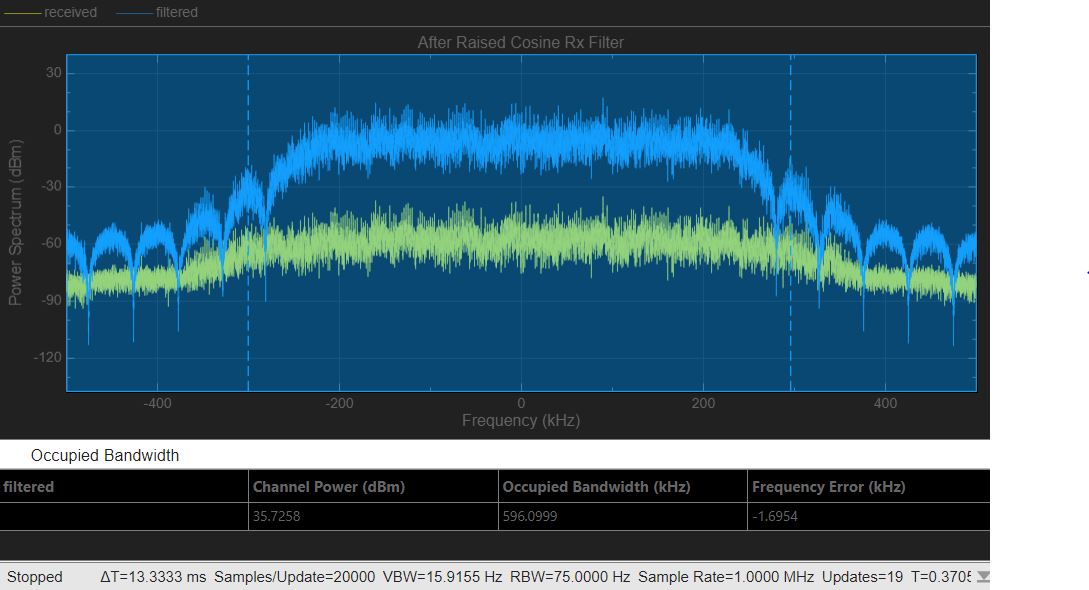 received filtered
After Raised Cosine Rx Filter
30
0
-30
-60
-90
-120
Power Spectrum (dBm)
-400 -200 0 200 400
Frequency (kHz)
Occupied Bandwidth
filtered Channel Power (dBm) Occupied Bandwidth (kHz) Frequency Error (kHz)
35.7258 596.0999 -1.6954
Stopped ΔT=13.3333 ms Samples/Update=20000 VBW=15.9155 Hz RBW=75.0000 Hz Sample Rate=1.0000 MHz Updates=19 T=0.3705